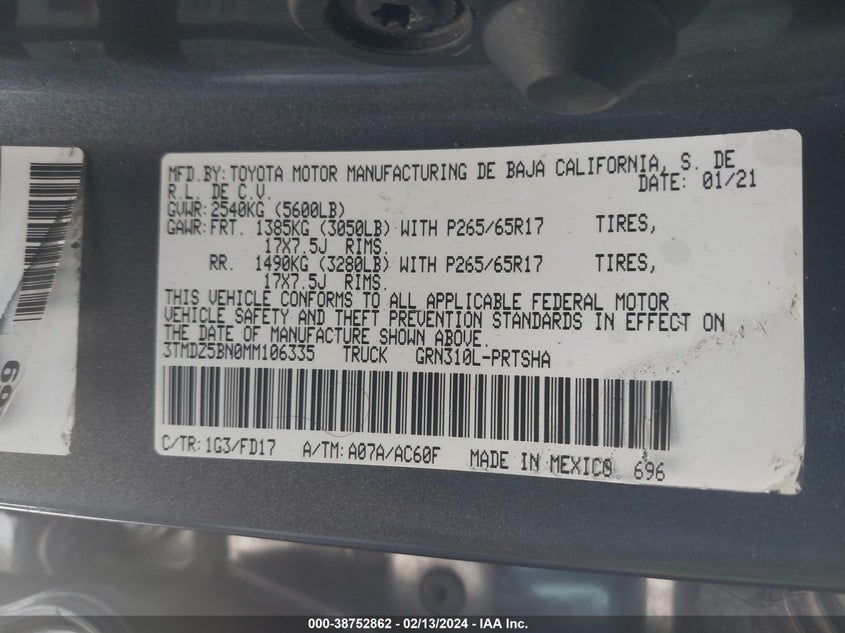 MFD.BY: TOYOTA MOTOR MANUFACTURING DE BAJA CALIFORNIA, S. DE
R.L. DE C.V. DATE: 01/21
GVWR: 2540KG (5600LB)
GAWR: FRT. 1385KG (3050LB) WITH P265/65R17 TIRES,
17X7.5J RIMS.
RR. 1490KG (3280LB) WITH P265/65R17 TIRES,
17X7.5J RIMS.
THIS VEHICLE CONFORMS TO ALL APPLICABLE FEDERAL MOTOR
VEHICLE SAFETY AND THEFT PREVENTION STANDARDS IN EFFECT ON
THE DATE OF MANUFACTURE SHOWN ABOVE.
3TMDZ5BN0MM106335 TRUCK GRN310L-PRTSHA
C/TR: 1G3/FD17 A/TM: A07A/AC60F MADE IN MEXICO 696
69
000-38752862 - 02/13/2024 - IAA Inc.